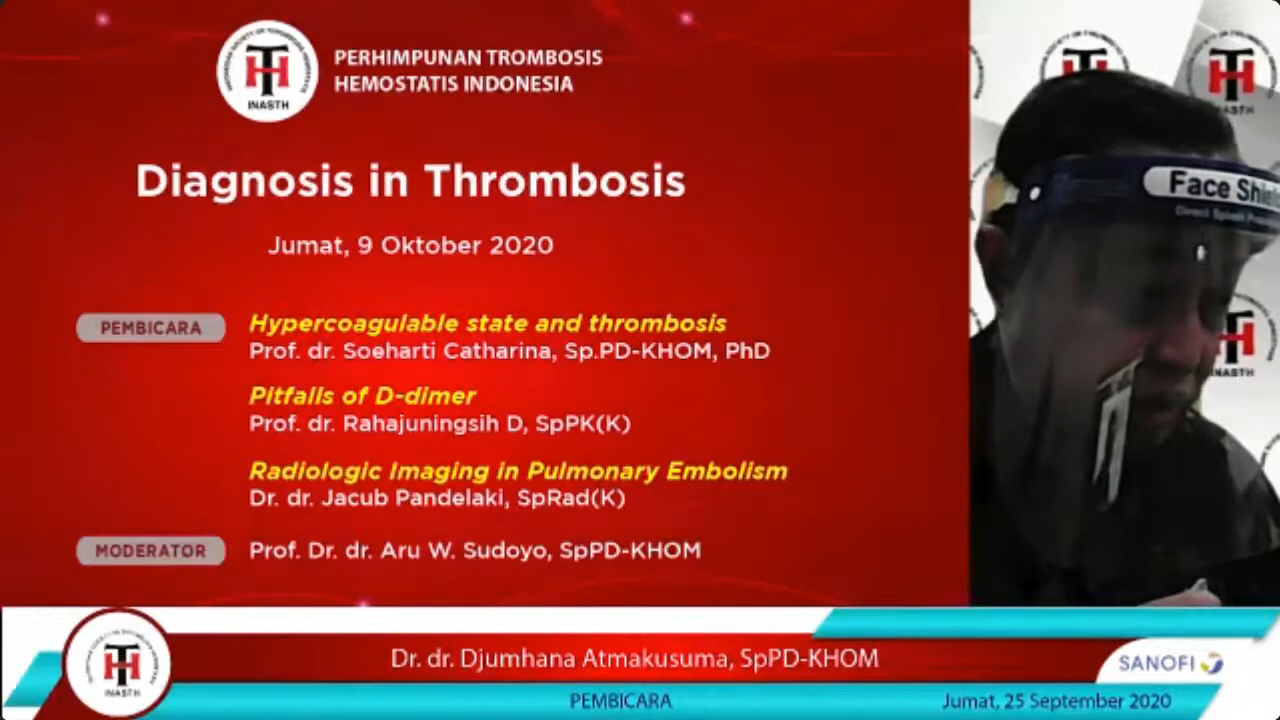 INASTH
PERHIMPUNAN TROMBOSIS
HEMOSTATIS INDONESIA
Diagnosis in Thrombosis
Jumat, 9 Oktober 2020
PEMBICARA
Hypercoagulable state and thrombosis
Prof. dr. Soeharti Catharina, Sp.PD-KHOM, PhD
Pitfalls of D-dimer
Prof. dr. Rahajuningsih D, SpPK(K)
Radiologic Imaging in Pulmonary Embolism
Dr. dr. Jacub Pandelaki, SpRad(K)
MODERATOR
Prof. Dr. dr. Aru W. Sudoyo, SpPD-KHOM
Face
INASTH
Dr. dr. Djumhana Atmakusuma, SpPD-KHOM
SANOFI
PEMBICARA
Jumat, 25 September 2020